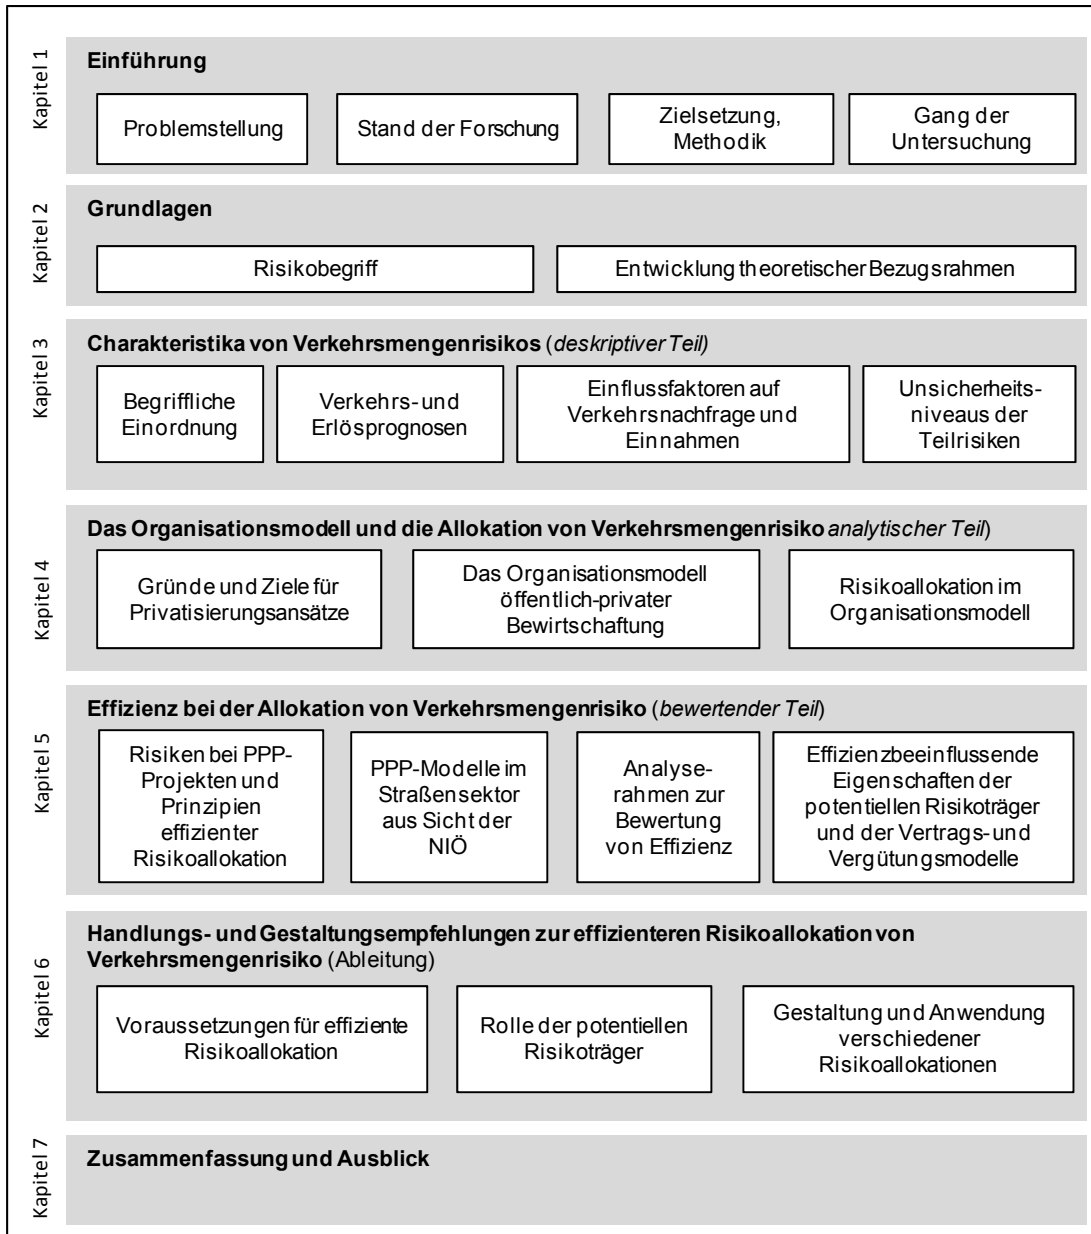 Kapitel 1
Einführung
Problemstellung
Stand der Forschung
Zielsetzung,
Methodik
Gang der
Untersuchung
Kapitel 2
Grundlagen
Risikobegriff
Entwicklung theoretischer Bezugsrahmen
Kapitel 3
Charakteristika von Verkehrsmengenrisikos (deskriptiver Teil)
Begriffliche
Einordnung
Verkehrs- und
Erlösprognosen
Einflussfaktoren auf
Verkehrsnachfrage und
Einnahmen
Unsicherheits-
niveaus der
Teilrisiken
Kapitel 4
Das Organisationsmodell und die Allokation von Verkehrsmengenrisiko analytischer Teil)
Gründe und Ziele für
Privatisierungsansätze
Das Organisationsmodell
öffentlich-privater
Bewirtschaftung
Risikoallokation im
Organisationsmodell
Kapitel 5
Effizienz bei der Allokation von Verkehrsmengenrisiko (bewertender Teil)
Risiken bei PPP-
Projekten und
Prinzipien
effizienter
Risikoallokation
PPP-Modelle im
Straßensektor
aus Sicht der
NIÖ
Analyse-
rahmen zur
Bewertung
von Effizienz
Effizienzbeeinflussende
Eigenschaften der
potentiellen Risikoträger
und der Vertrags- und
Vergütungsmodelle
Kapitel 6
Handlungs- und Gestaltungsempfehlungen zur effizienteren Risikoallokation von
Verkehrsmengenrisiko (Ableitung)
Voraussetzungen für effiziente
Risikoallokation
Rolle der potentiellen
Risikoträger
Gestaltung und Anwendung
verschiedener
Risikoallokationen
Kapitel 7
Zusammenfassung und Ausblick